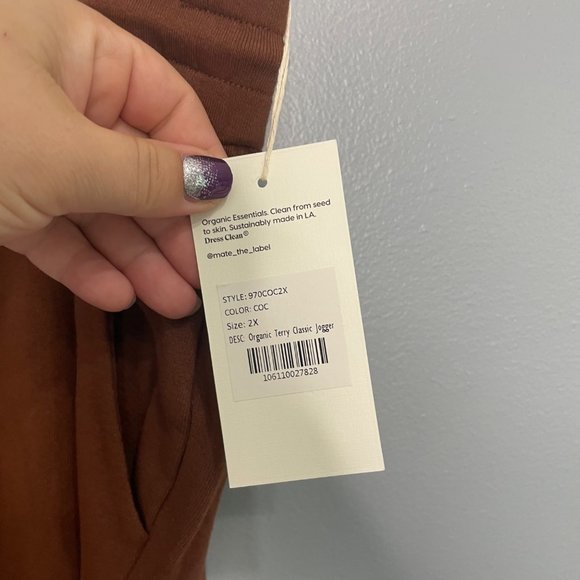 Organic Essentials. Clean from seed
to skin. Sustainably made in LA.
Dress Clean®
@mate_the_label
STYLE: 970COC2X
COLOR: COC
Size: 2X
DESC: Organic Terry Classic Jogger
106110027828